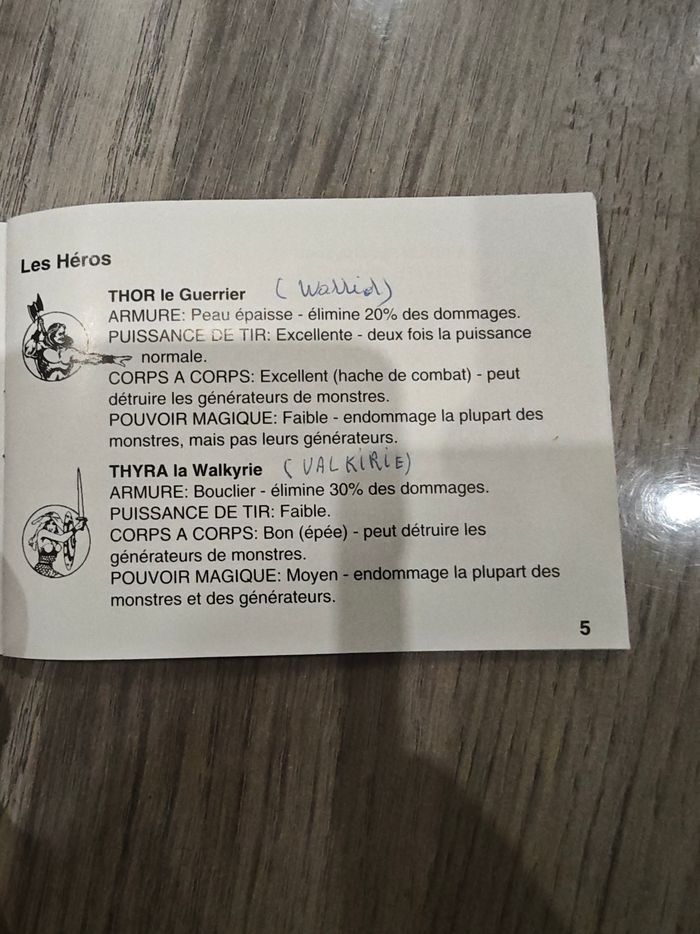 Les Héros
THOR le Guerrier
ARMURE: Peau épaisse - élimine 20% des dommages.
PUISSANCE DE TIR: Excellente - deux fois la puissance
normale.
CORPS A CORPS: Excellent (hache de combat) - peut
détruire les générateurs de monstres.
POUVOIR MAGIQUE: Faible - endommage la plupart des
monstres, mais pas leurs générateurs.
THYRA la Walkyrie (VALKIRIE)
ARMURE: Bouclier - élimine 30% des dommages.
PUISSANCE DE TIR: Faible.
CORPS A CORPS: Bon (épée) - peut détruire les
générateurs de monstres.
POUVOIR MAGIQUE: Moyen - endommage la plupart des
monstres et des générateurs.
5